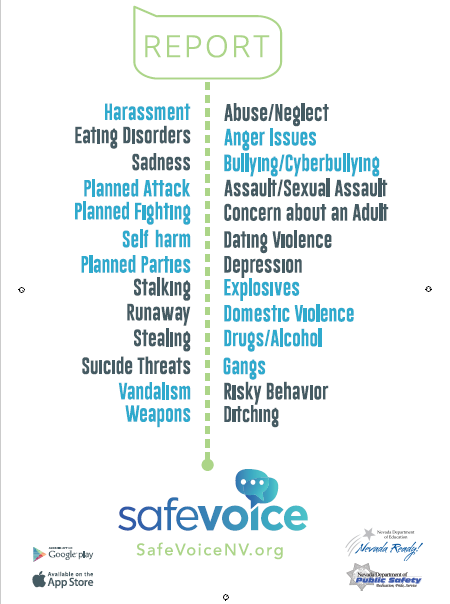 REPORT
Harassment
Eating Disorders
Sadness
Planned Attack
Planned Fighting
Self harm
Planned Parties
Stalking
Runaway
Stealing
Suicide Threats
Vandalism
Weapons
Abuse/Neglect
Anger Issues
Bullying/Cyberbullying
Assault/Sexual Assault
Concern about an Adult
Dating Violence
Depression
Explosives
Domestic Violence
Drugs/Alcohol
Gangs
Risky Behavior
Ditching
safevoice
SafeVoiceNV.org
Google play
Available on the
App Store
Nevada Department
of Education
Nevada Ready!
Nevada Department of
Public Safety
Dedication, Pride, Service